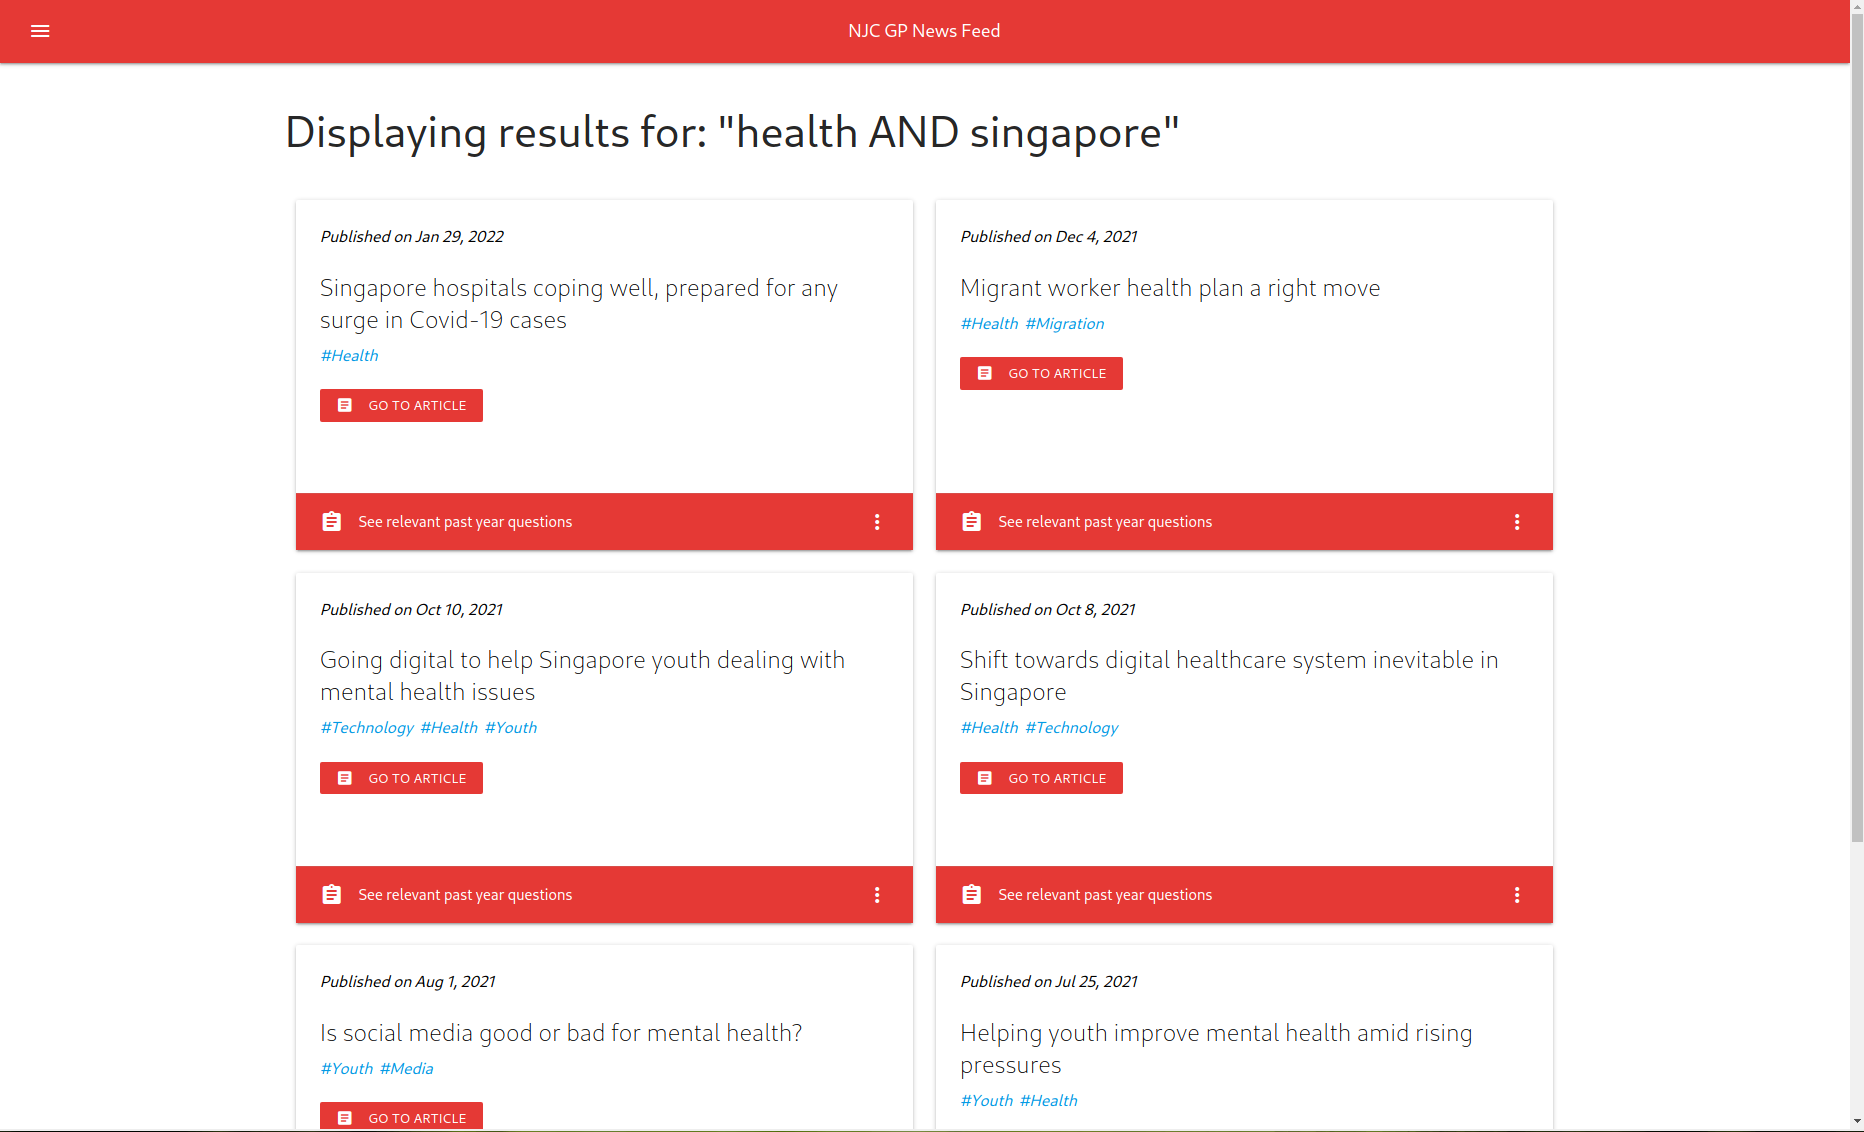 NJC GP News Feed
Displaying results for: "health AND singapore"
Published on Jan 29, 2022
Singapore hospitals coping well, prepared for any
surge in Covid-19 cases
#Health
GO TO ARTICLE
See relevant past year questions
Published on Dec 4, 2021
Migrant worker health plan a right move
#Health #Migration
GO TO ARTICLE
See relevant past year questions
Published on Oct 10, 2021
Going digital to help Singapore youth dealing with
mental health issues
#Technology #Health #Youth
GO TO ARTICLE
See relevant past year questions
Published on Oct 8, 2021
Shift towards digital healthcare system inevitable in
Singapore
#Health #Technology
GO TO ARTICLE
See relevant past year questions
Published on Aug 1, 2021
Is social media good or bad for mental health?
#Youth #Media
GO TO ARTICLE
Published on Jul 25, 2021
Helping youth improve mental health amid rising
pressures
#Youth #Health